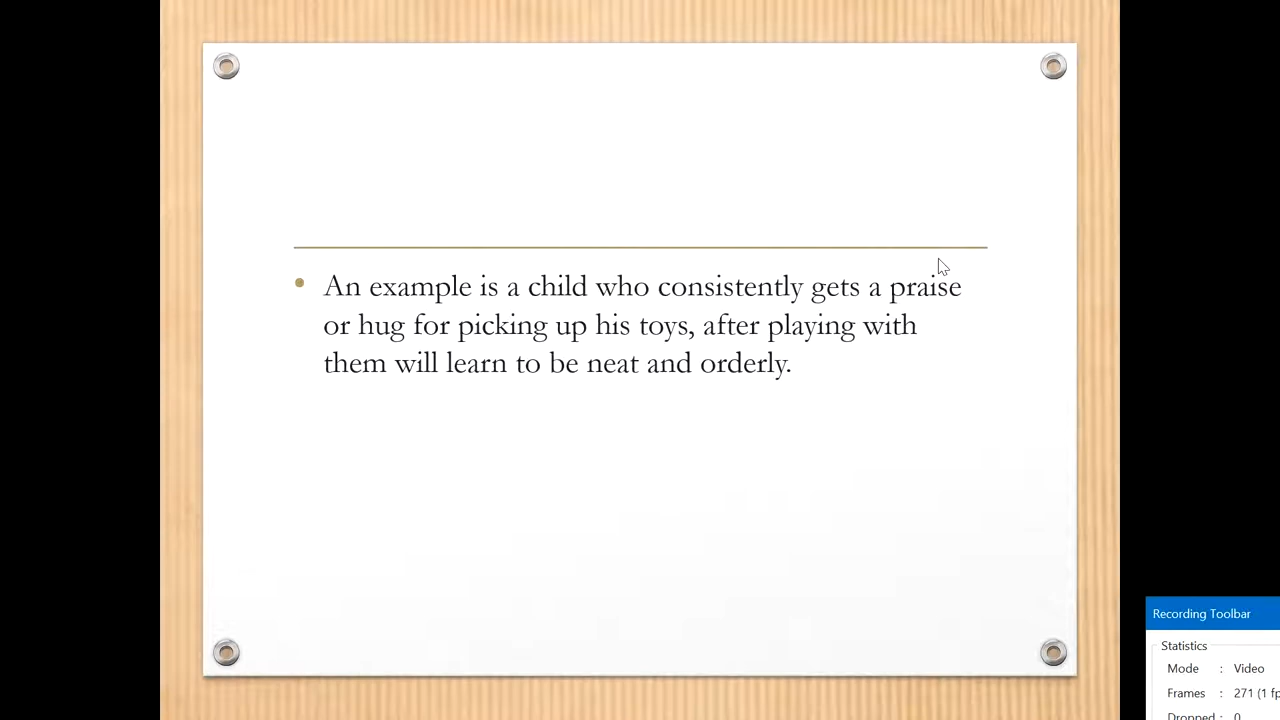 • An example is a child who consistently gets a praise
or hug for picking up his toys, after playing with
them will learn to be neat and orderly.
Recording Toolbar
Statistics
Mode : Video
Frames : 271 (1
Dropped : 0